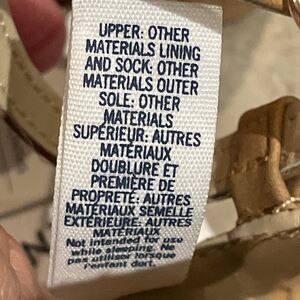 UPPER: OTHER
MATERIALS LINING
AND SOCK: OTHER
MATERIALS OUTER
SOLE: OTHER
MATERIALS
SUPÉRIEUR: AUTRES
MATÉRIAUX
DOUBLURE ET
PREMIÈRE DE
PROPRETÉ: AUTRES
MATÉRIAUX SEMELLE
EXTÉRIEURE: AUTRES
MATÉRIAUX
Not intended for use
while sleeping. Ne
pas utiliser lorsque
l'enfant dort.